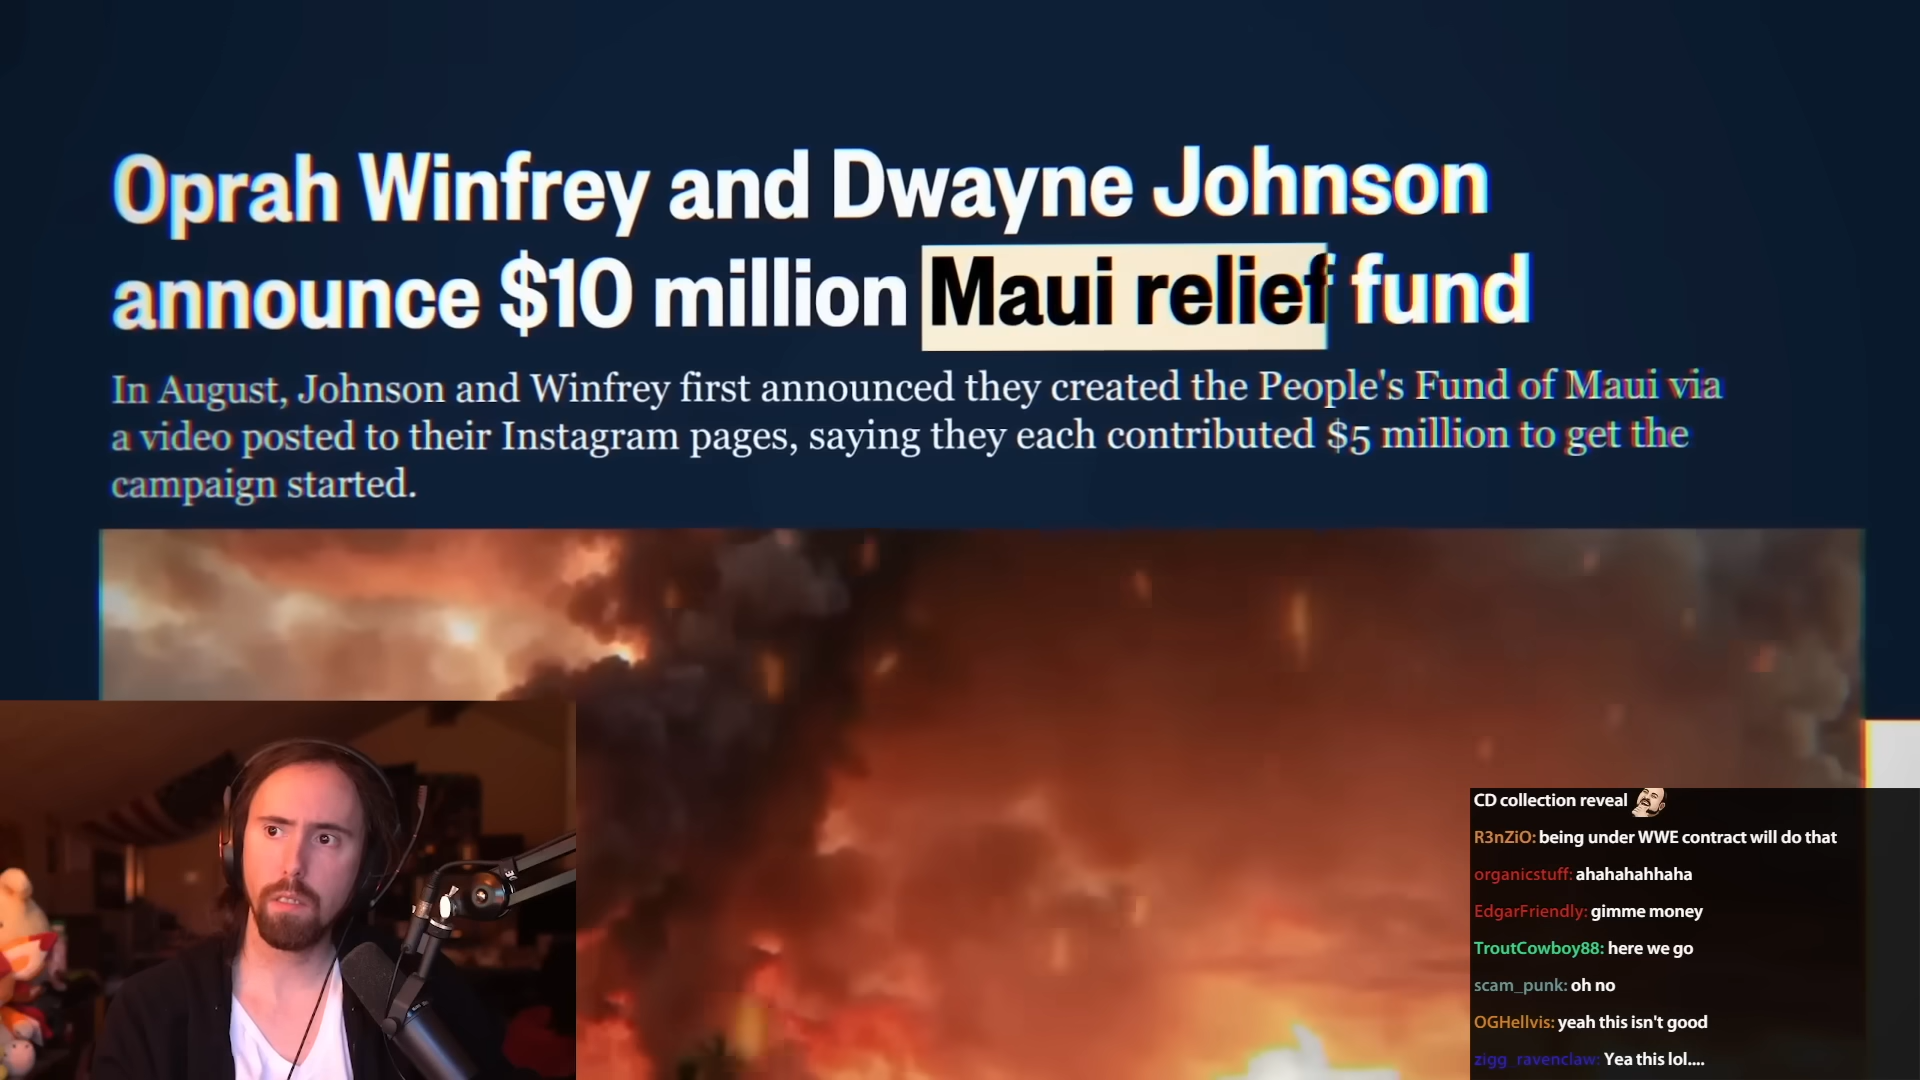 Oprah Winfrey and Dwayne Johnson
announce $10 million Maui relief fund
In August, Johnson and Winfrey first announced they created the People's Fund of Maui via
a video posted to their Instagram pages, saying they each contributed $5 million to get the
campaign started.
CD collection reveal
R3nZiO: being under WWE contract will do that
organicstuff: ahahahahhaha
EdgarFriendly: gimme money
TroutCowboy88: here we go
scam_punk: oh no
OGHellvis: yeah this isn't good
zigg_ravenclaw: Yea this lol....